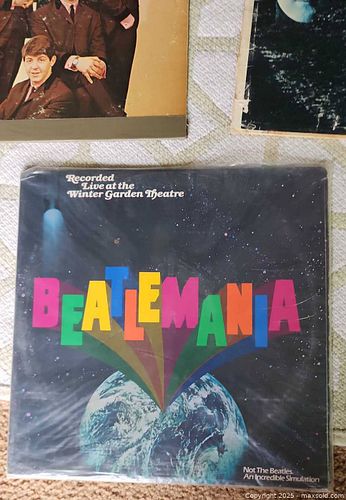 Recorded
Live at the
Winter Garden Theatre
BEATLEMANIA
Not The Beatles.
An Incredible Simulation
Copyright 2025 - maxsold.com